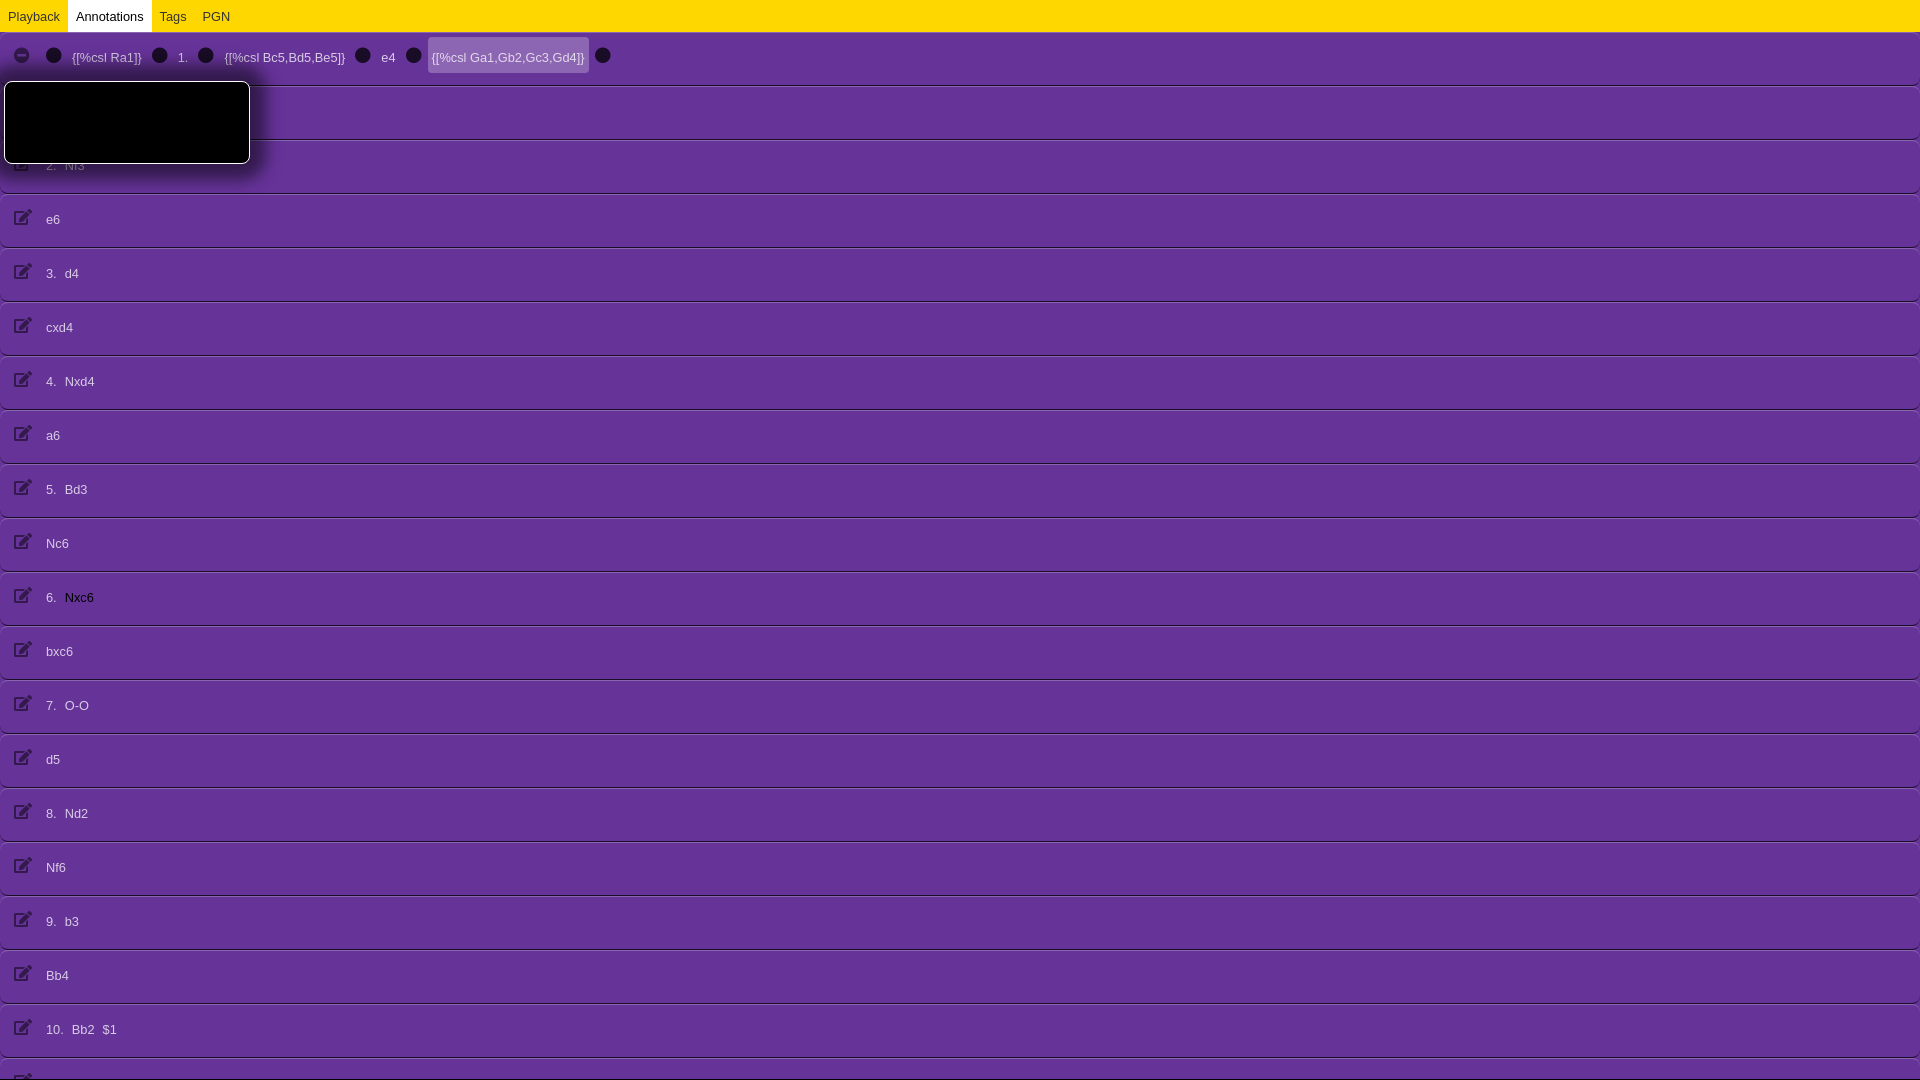 Playback Annotations Tags PGN
{[%csl Ra1]} 1. {[%csl Bc5,Bd5,Be5]} e4 {[%csl Ga1,Gb2,Gc3,Gd4]}
2. Nf3
e6
3. d4
cxd4
4. Nxd4
a6
5. Bd3
Nc6
6. Nxc6
bxc6
7. O-O
d5
8. Nd2
Nf6
9. b3
Bb4
10. Bb2 $1